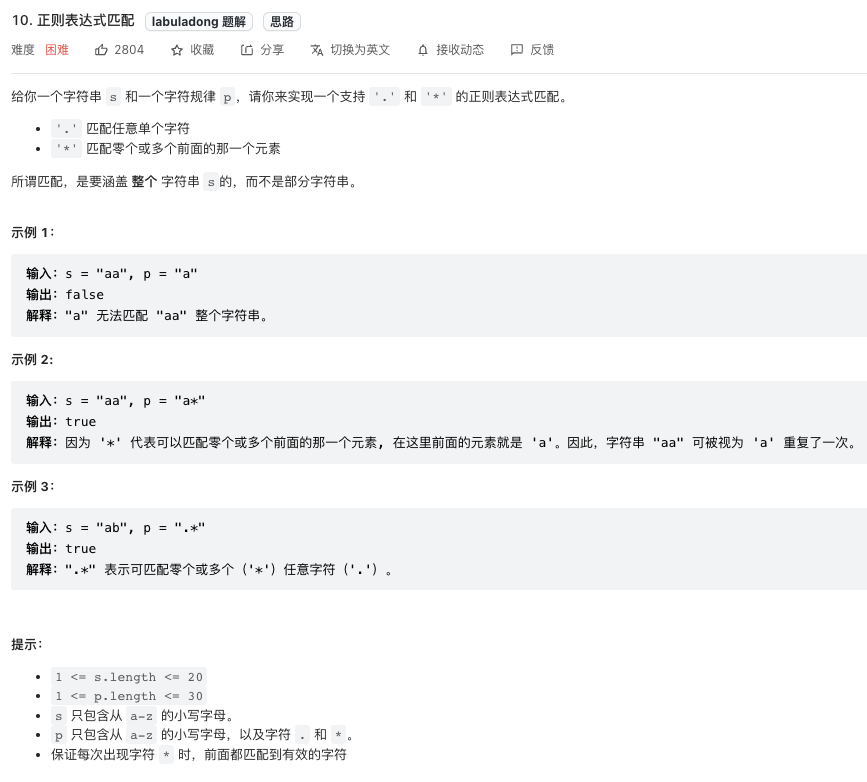 10. 正则表达式匹配 labuladong 题解 思路
难度 困难 2804 收藏 分享 切换为英文 接收动态 反馈
给你一个字符串 s 和一个字符规律 p，请你来实现一个支持 '.' 和 '*' 的正则表达式匹配。
• '.' 匹配任意单个字符
• '*' 匹配零个或多个前面的那一个元素
所谓匹配，是要涵盖 整个 字符串 s的，而不是部分字符串。
示例 1：
输入：s = "aa", p = "a"
输出：false
解释："a" 无法匹配 "aa" 整个字符串。
示例 2:
输入：s = "aa", p = "a*"
输出：true
解释：因为 '*' 代表可以匹配零个或多个前面的那一个元素, 在这里前面的元素就是 'a'。因此，字符串 "aa" 可被视为 'a' 重复了一次。
示例 3：
输入：s = "ab", p = ".*"
输出：true
解释：".*" 表示可匹配零个或多个（'*'）任意字符（'.'）。
提示：
• 1 <= s.length <= 20
• 1 <= p.length <= 30
• s 只包含从 a-z 的小写字母。
• p 只包含从 a-z 的小写字母，以及字符 . 和 *。
• 保证每次出现字符 * 时，前面都匹配到有效的字符